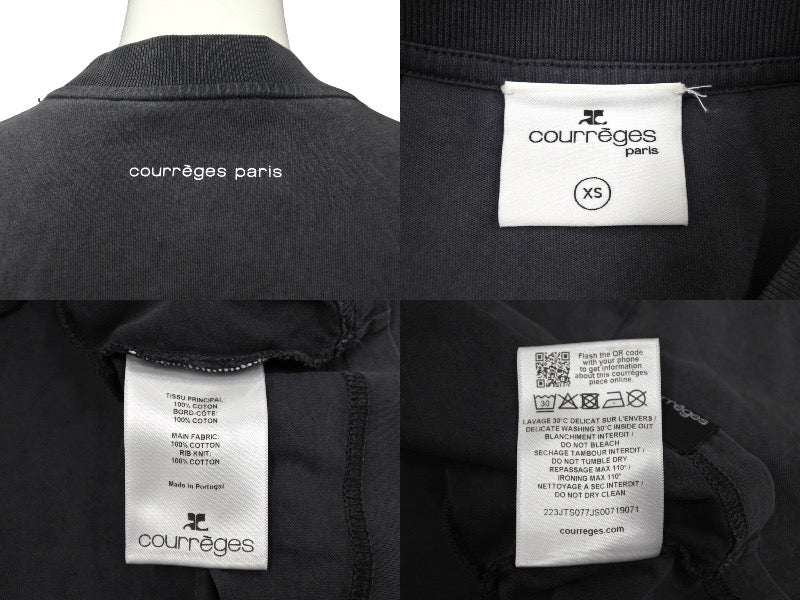 courrèges paris
courrèges
paris
XS
TISSU PRINCIPAL:
100% COTON
BORD-CÔTE:
100% COTON
MAIN FABRIC:
100% COTTON
RIB KNIT:
100% COTTON
Made in Portugal
courrèges
Flash the QR code
with your phone
to get information
about this courrèges
piece online.
30
LAVAGE 30°C DELICAT SUR L'ENVERS /
DELICATE WASHING 30°C INSIDE OUT
BLANCHIMENT INTERDIT /
DO NOT BLEACH
SECHAGE TAMBOUR INTERDIT /
DO NOT TUMBLE DRY
REPASSAGE MAX 110° /
IRONING MAX 110°
NETTOYAGE A SEC INTERDIT /
DO NOT DRY CLEAN
223JTS077JS00719071
courreges.com